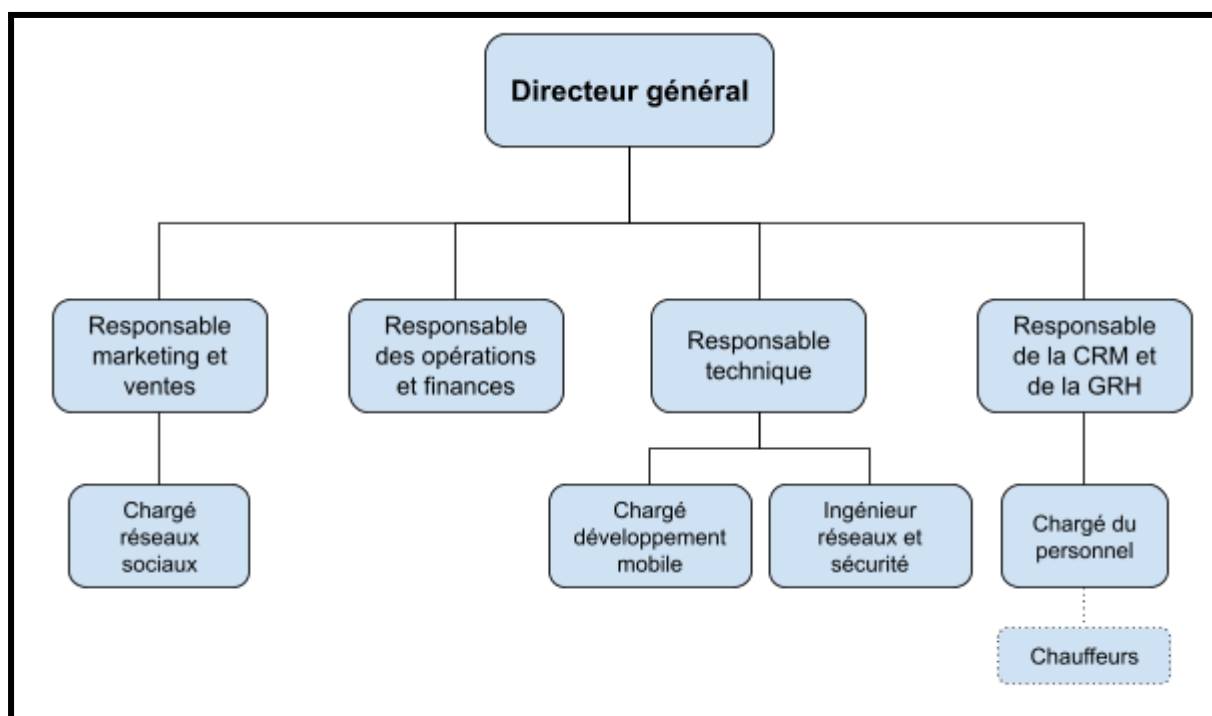 Directeur général
Responsable
marketing et
ventes
Responsable
des opérations
et finances
Responsable
technique
Responsable
de la CRM et
de la GRH
Chargé
réseaux
sociaux
Chargé
développement
mobile
Ingénieur
réseaux et
sécurité
Chargé du
personnel
Chauffeurs